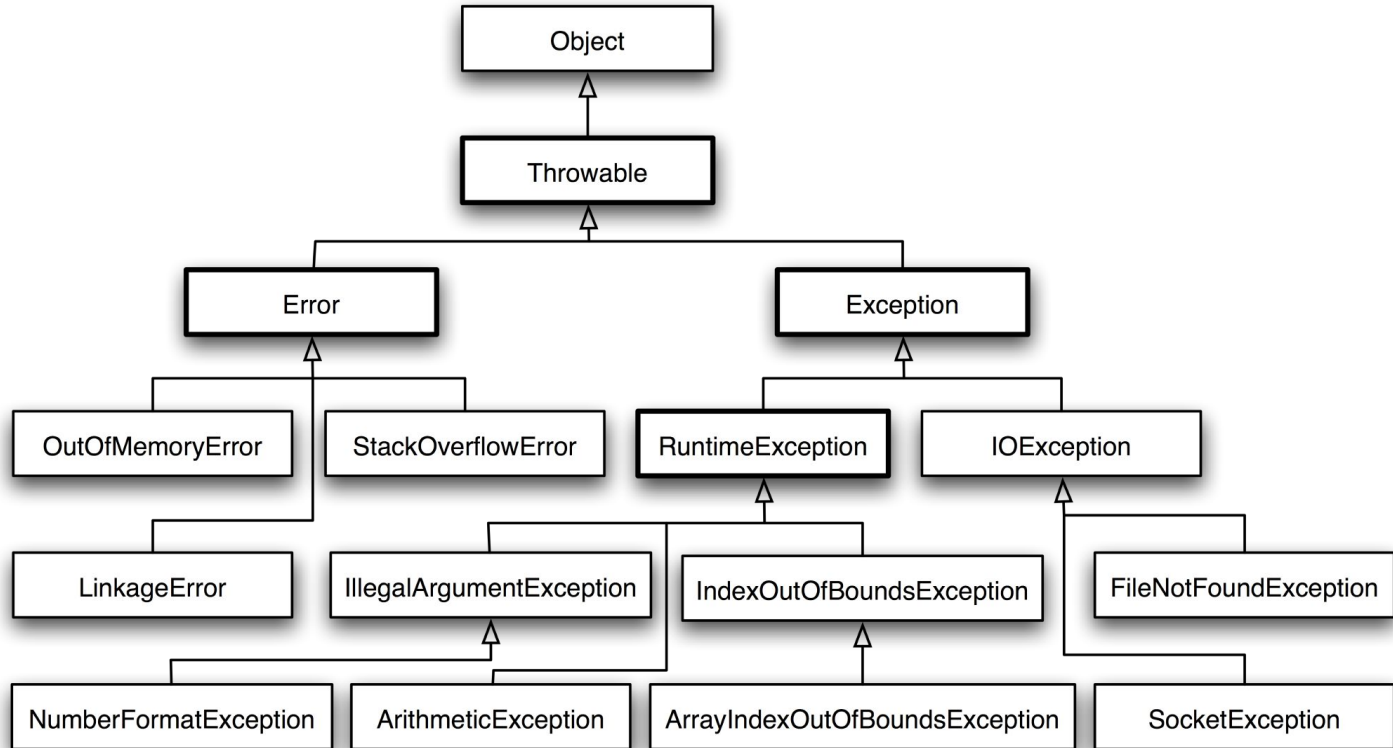 Object
Throwable
Error
Exception
OutOfMemoryError
StackOverflowError
RuntimeException
IOException
LinkageError
IllegalArgumentException
IndexOutOfBoundsException
FileNotFoundException
NumberFormatException
ArithmeticException
ArrayIndexOutOfBoundsException
SocketException